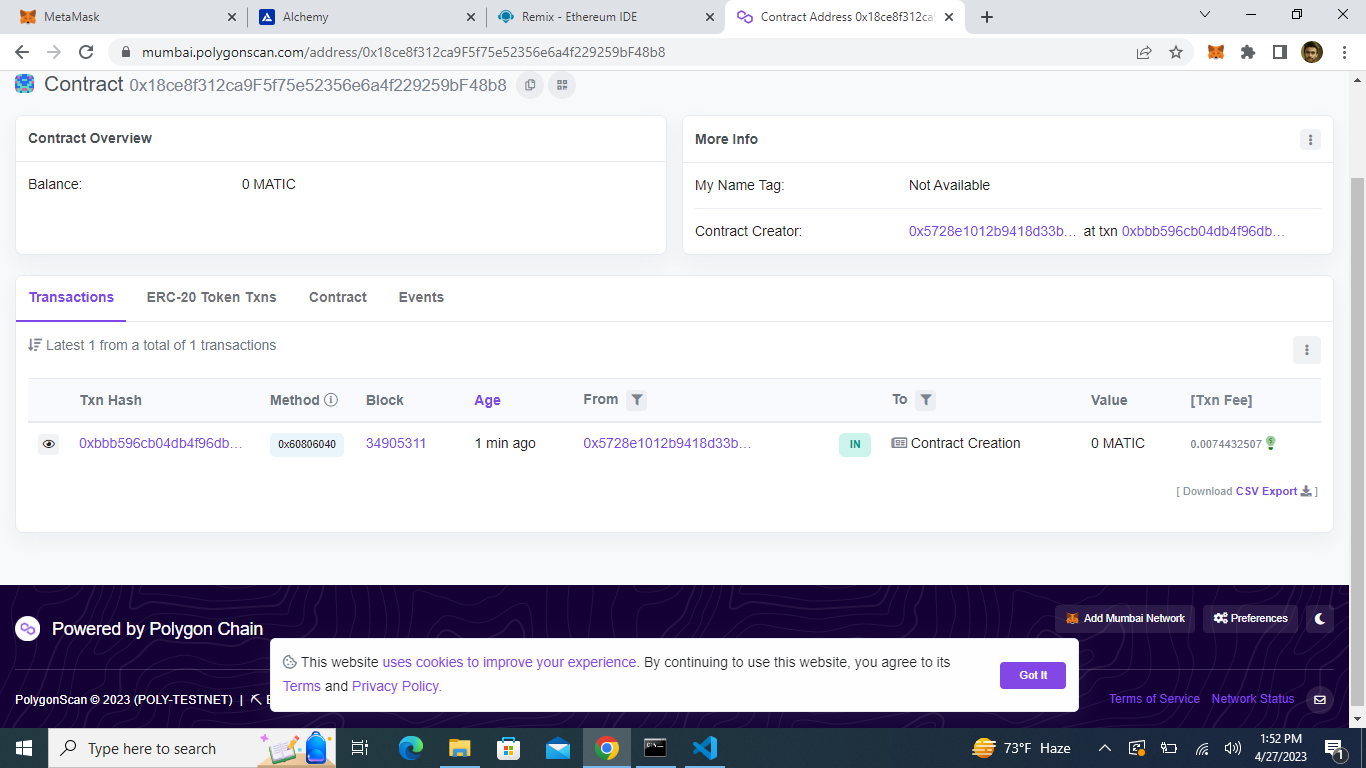 MetaMask
Alchemy
Remix - Ethereum IDE
Contract Address 0x18ce8f312ca9
mumbai.polygonscan.com/address/0x18ce8f312ca9F5f75e52356e6a4f229259bF48b8
Contract 0x18ce8f312ca9F5f75e52356e6a4f229259bF48b8
Contract Overview
Balance: 0 MATIC
More Info
My Name Tag: Not Available
Contract Creator: 0x5728e1012b9418d33b... at txn 0xbbb596cb04db4f96db...
Transactions ERC-20 Token Txns Contract Events
Latest 1 from a total of 1 transactions
Txn Hash Method Block Age From To Value [Txn Fee]
0xbbb596cb04db4f96db... 0x60806040 34905311 1 min ago 0x5728e1012b9418d33b... IN Contract Creation 0 MATIC 0.0074432507
[ Download CSV Export ]
Powered by Polygon Chain
Add Mumbai Network Preferences
This website uses cookies to improve your experience. By continuing to use this website, you agree to its
Terms and Privacy Policy.
Got It
PolygonScan © 2023 (POLY-TESTNET) |
Terms of Service Network Status
Type here to search
73°F Haze
1:52 PM
4/27/2023
1